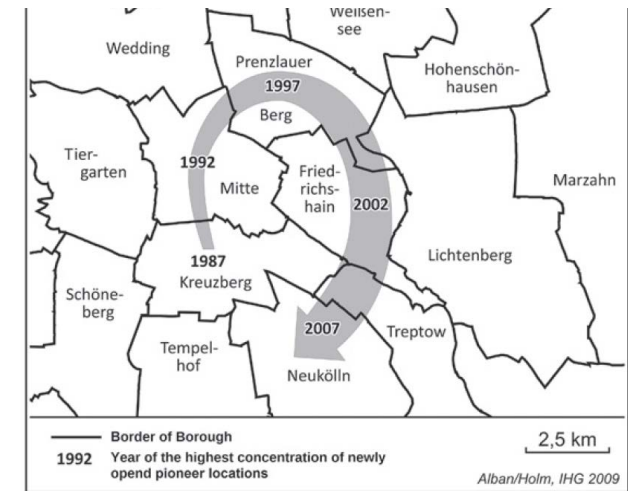 Weißen-
see
Wedding
Prenzlauer
1997
Berg
Hohenschön-
hausen
Tier-
garten
1992
Mitte
Fried-
richs-
hain
2002
Marzahn
1987
Kreuzberg
Lichtenberg
Schöne-
berg
2007
Treptow
Tempel-
hof
Neukölln
Border of Borough
1992 Year of the highest concentration of newly
opend pioneer locations
2,5 km
Alban/Holm, IHG 2009